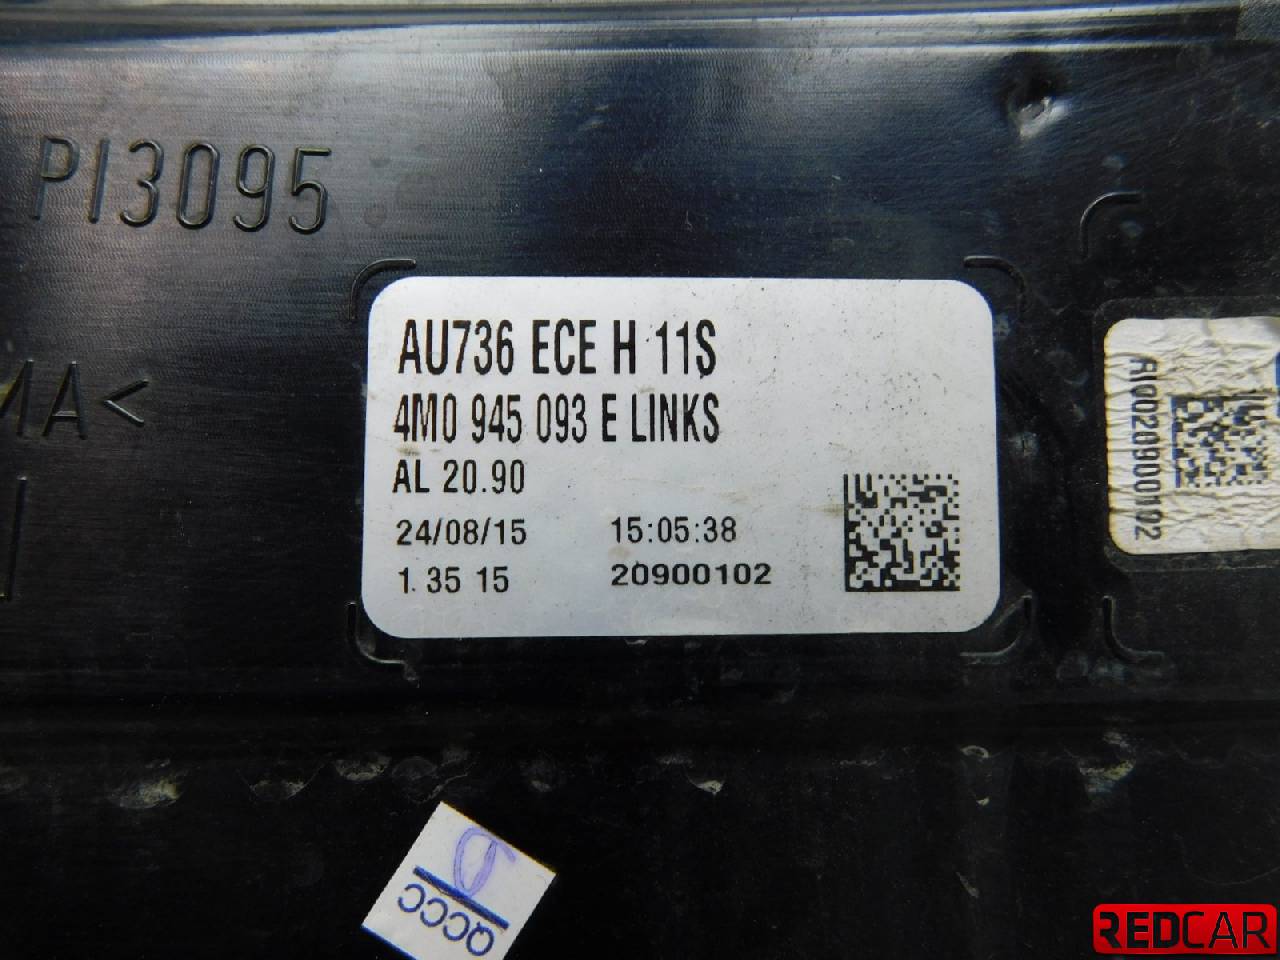 PI3095
AU736 ECE H 11S
4M0 945 093 E LINKS
AL 20.90
24/08/15 15:05:38
1. 35 15 20900102
MA<
A10020900102
QCCC
REDCAR